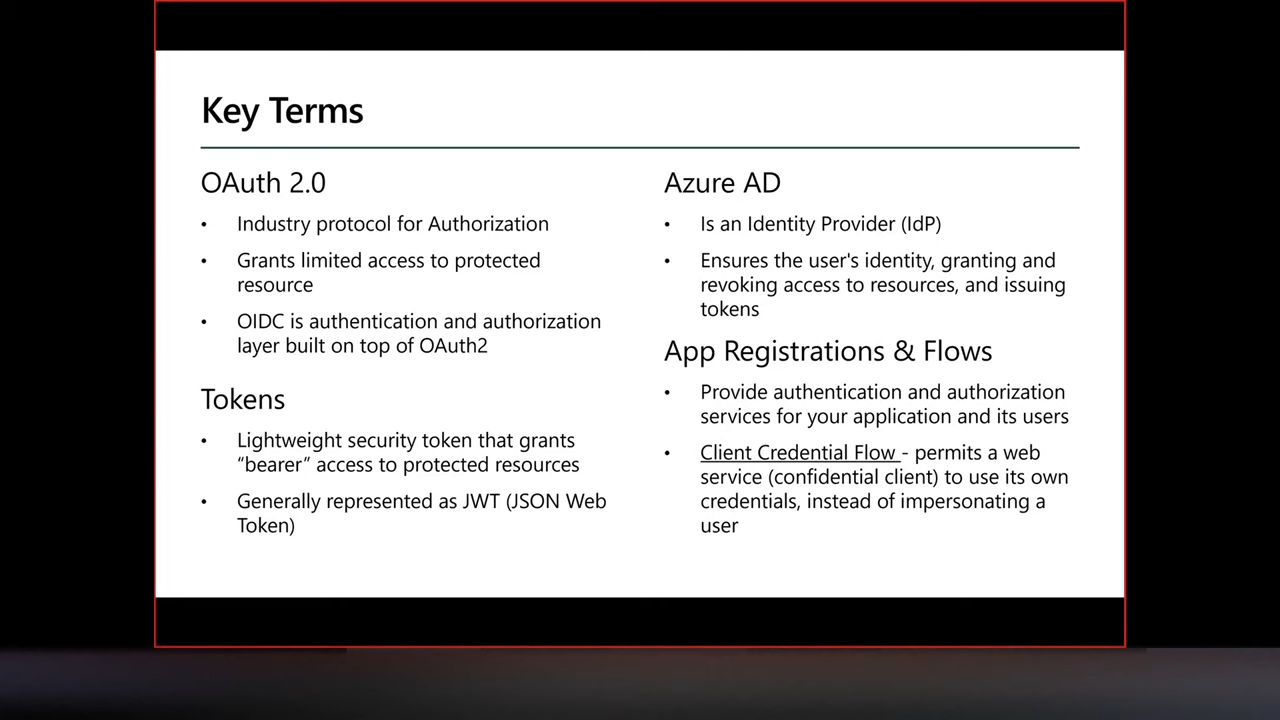 Key Terms
OAuth 2.0
• Industry protocol for Authorization
• Grants limited access to protected
resource
• OIDC is authentication and authorization
layer built on top of OAuth2
Tokens
• Lightweight security token that grants
“bearer” access to protected resources
• Generally represented as JWT (JSON Web
Token)
Azure AD
• Is an Identity Provider (IdP)
• Ensures the user's identity, granting and
revoking access to resources, and issuing
tokens
App Registrations & Flows
• Provide authentication and authorization
services for your application and its users
• Client Credential Flow - permits a web
service (confidential client) to use its own
credentials, instead of impersonating a
user